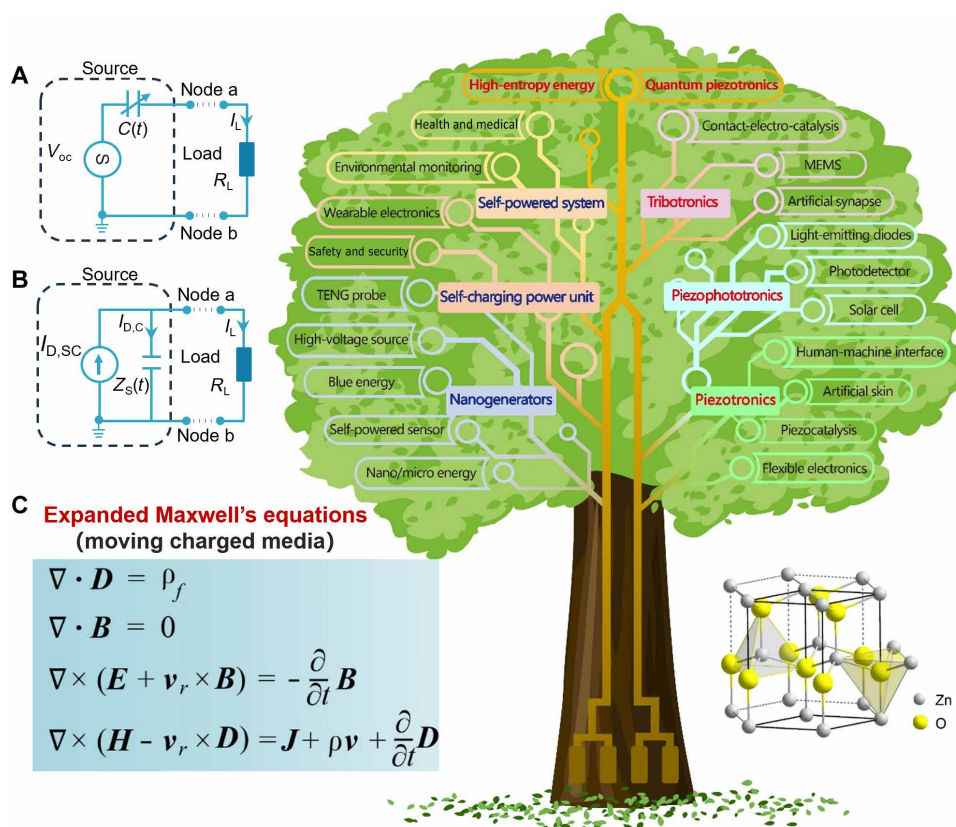 A
Source
Node a
C(t)
I_L
V_oc
Load
R_L
Node b
B
Source
Node a
I_D,C
I_L
I_D,SC
Load
Z_S(t)
R_L
Node b
High-entropy energy
Quantum piezotronics
Health and medical
Contact-electro-catalysis
Environmental monitoring
MEMS
Self-powered system
Tribotronics
Wearable electronics
Artificial synapse
Light-emitting diodes
Safety and security
Photodetector
TENG probe
Self-charging power unit
Piezophototronics
Solar cell
High-voltage source
Human-machine interface
Blue energy
Nanogenerators
Piezotronics
Artificial skin
Self-powered sensor
Piezocatalysis
Nano/micro energy
Flexible electronics
C
Expanded Maxwell's equations
(moving charged media)
∇ · D = ρ_f
∇ · B = 0
∇ × (E + v_r × B) = - ∂/∂t B
∇ × (H - v_r × D) = J + ρv + ∂/∂t D
Zn
O